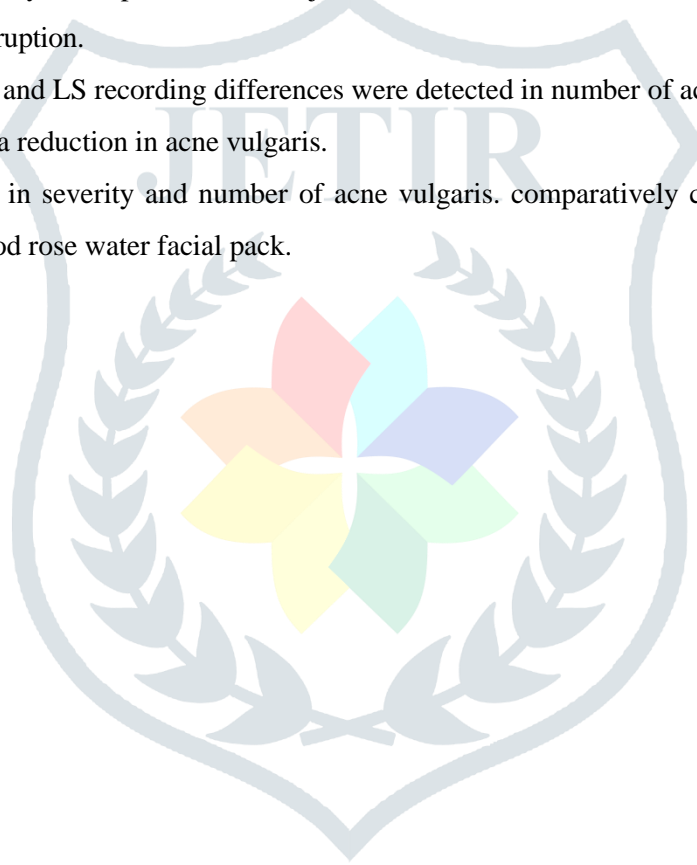 ruption.
and LS recording differences were detected in number of ac
a reduction in acne vulgaris.
in severity and number of acne vulgaris. comparatively c
od rose water facial pack.
JETIR